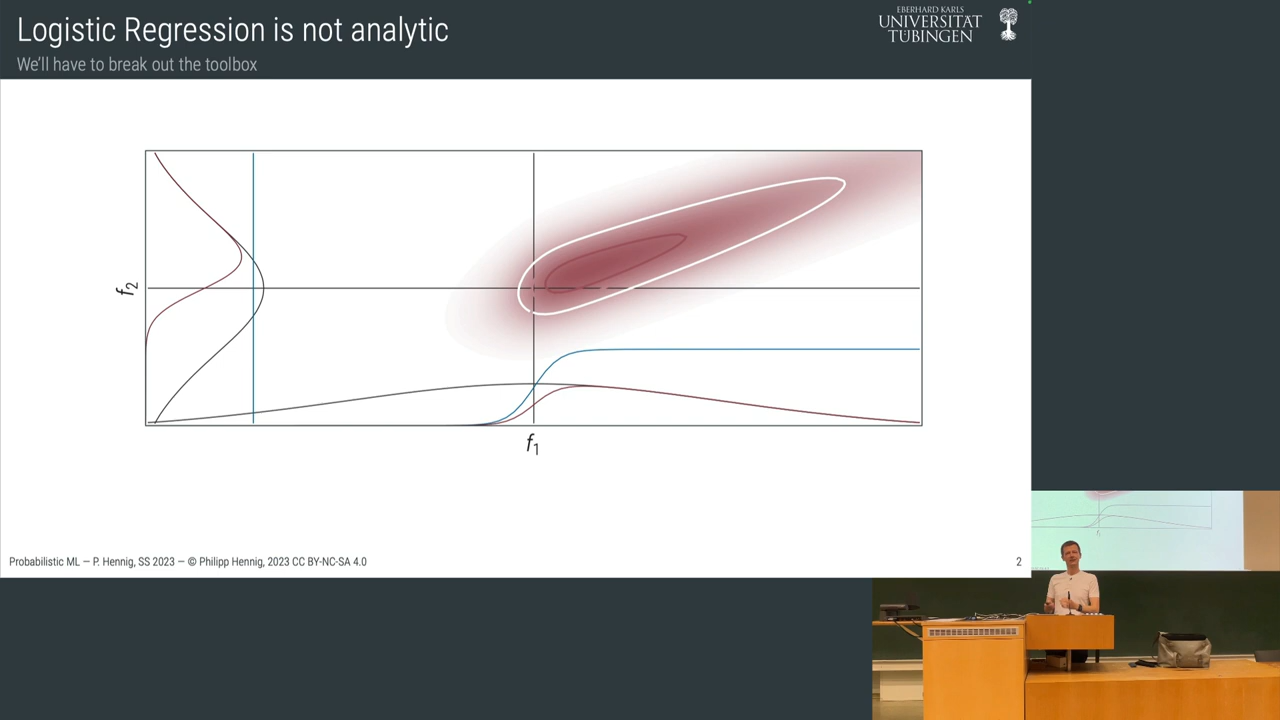 Logistic Regression is not analytic
We'll have to break out the toolbox
EBERHARD KARLS
UNIVERSITÄT
TÜBINGEN
f2
f1
Probabilistic ML — P. Hennig, SS 2023 — © Philipp Hennig, 2023 CC BY-NC-SA 4.0
2